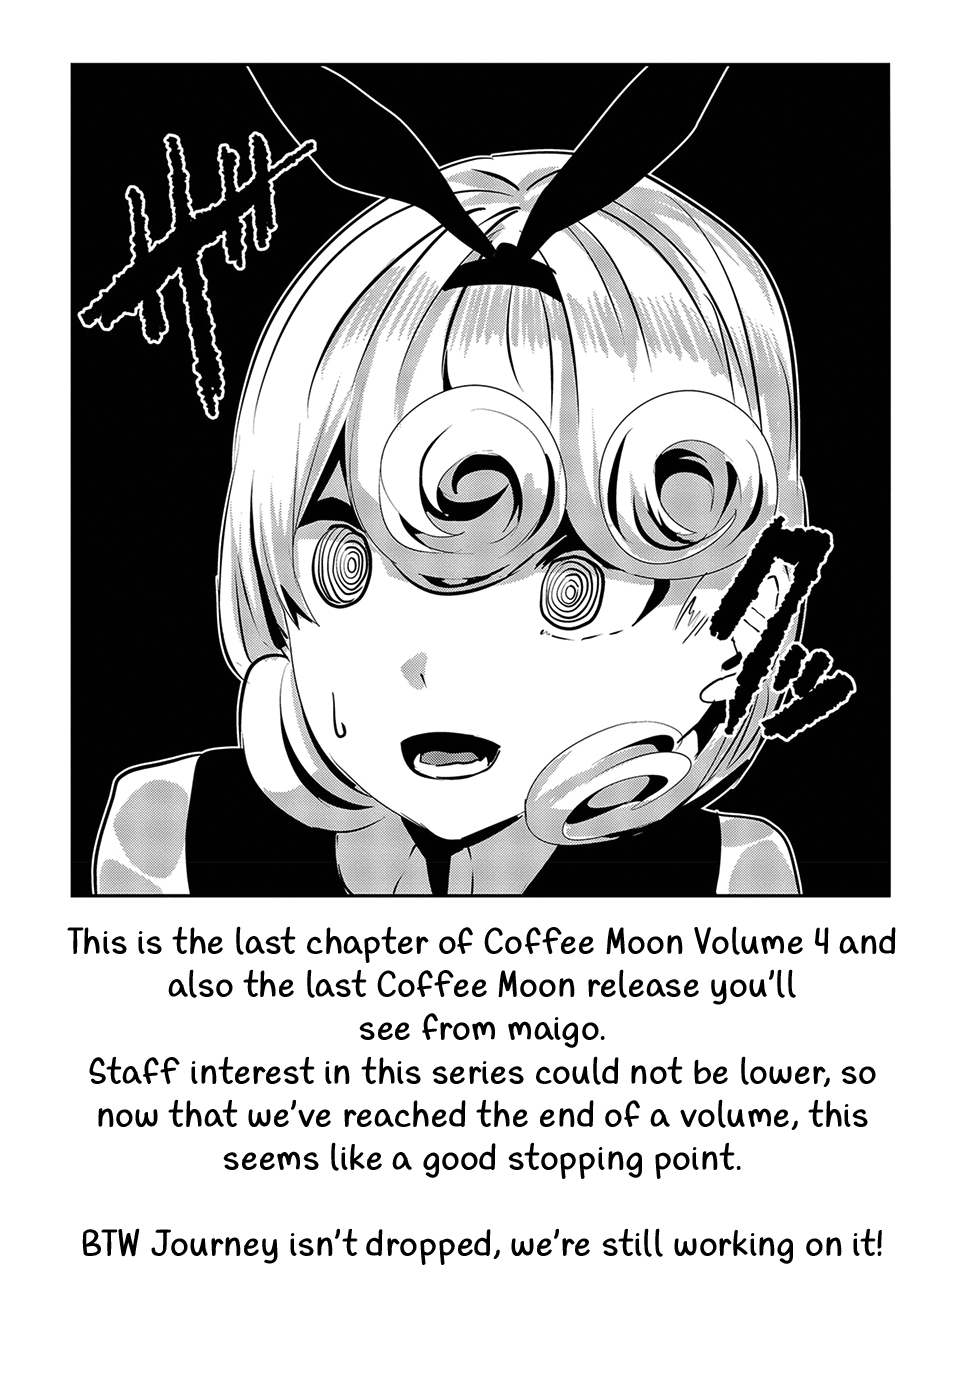 This is the last chapter of Coffee Moon Volume 4 and
also the last Coffee Moon release you'll
see from maigo.
Staff interest in this series could not be lower, so
now that we've reached the end of a volume, this
seems like a good stopping point.
BTW Journey isn't dropped, we're still working on it!